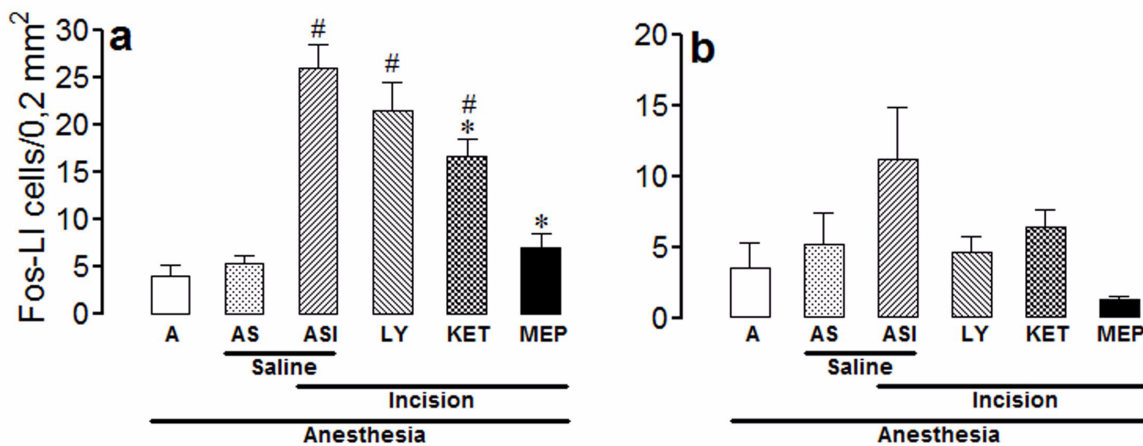 a
Fos-LI cells/0,2 mm²
30
25
20
15
10
5
0
#
#
#
*
*
A AS ASI LY KET MEP
Saline
Incision
Anesthesia
b
20
15
10
5
0
A AS ASI LY KET MEP
Saline
Incision
Anesthesia